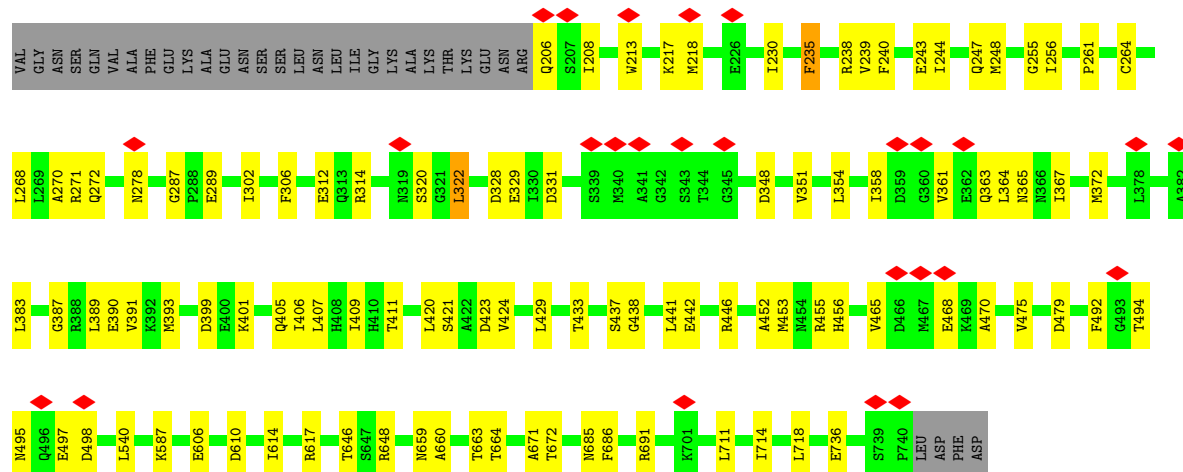 VAL GLY ASN SER GLN VAL ALA PHE GLU LYS ALA GLU ASN SER SER LEU ASN LEU ILE GLY LYS ALA LYS THR LYS GLU ASN ARG Q206 S207 I208 W213 K217 M218 E226 I230 F235 R238 V239 F240 E243 I244 Q247 M248 G255 I256 P261 C264
L268 L269 A270 R271 Q272 N278 G287 P288 E289 I302 F306 E312 Q313 R314 N319 S320 G321 L322 D328 E329 I330 D331 S339 M340 A341 G342 S343 T344 G345 D348 V351 L354 I358 D359 G360 V361 E362 Q363 L364 N365 N366 I367 M372 L378 A382
L383 G387 R388 L389 E390 V391 K392 M393 D399 E400 K401 Q405 I406 L407 H408 I409 H410 T411 L420 S421 A422 D423 V424 L429 T433 S437 G438 L441 E442 R446 A452 M453 N454 R455 H456 V465 D466 M467 E468 K469 A470 V475 D479 F492 G493 T494
N495 Q496 E497 D498 L540 K587 E606 D610 I614 R617 T646 S647 R648 N659 A660 T663 T664 A671 T672 N685 F686 R691 K701 L711 I714 L718 E736 S739 P740 LEU ASP PHE ASP